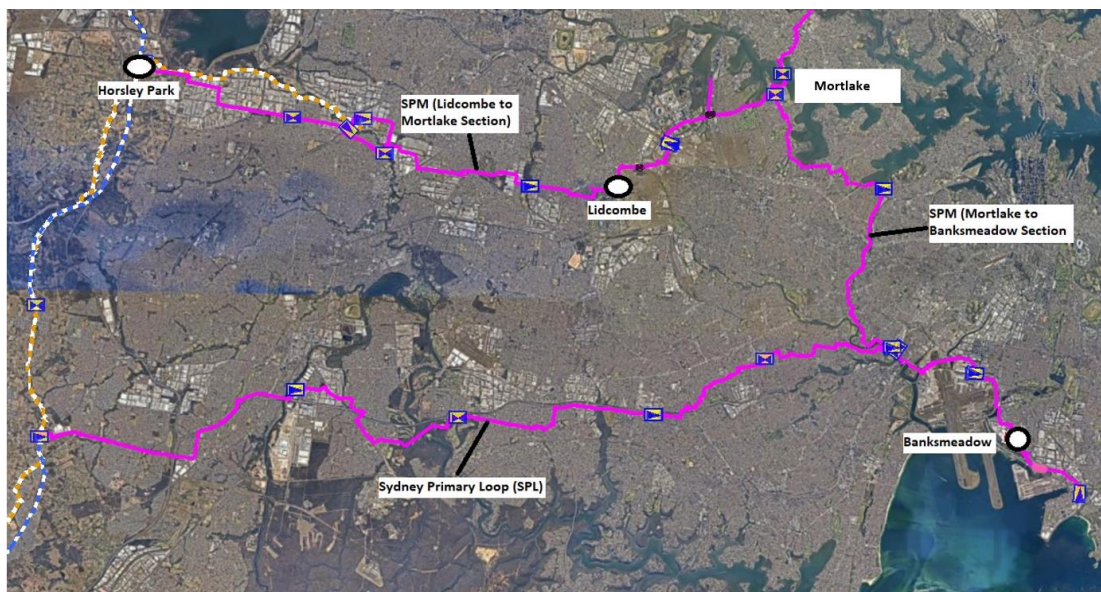 Horsley Park
SPM (Lidcombe to
Mortlake Section)
Mortlake
Lidcombe
SPM (Mortlake to
Banksmeadow Section
Banksmeadow
Sydney Primary Loop (SPL)